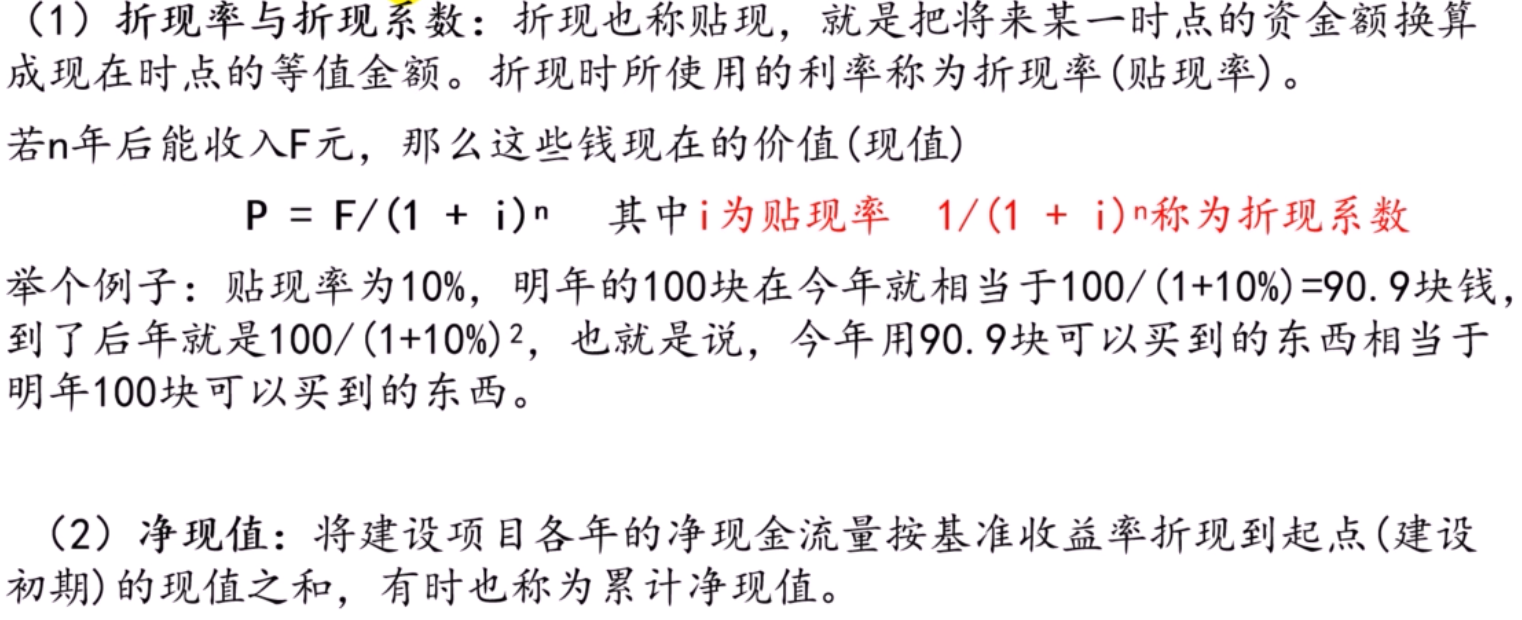 （1）折现率与折现系数：折现也称贴现，就是把将来某一时点的资金额换算
成现在时点的等值金额。折现时所使用的利率称为折现率(贴现率)。
若n年后能收入F元，那么这些钱现在的价值(现值)
P = F/(1 + i)ⁿ 其中i为贴现率 1/(1 + i)ⁿ称为折现系数
举个例子：贴现率为10%，明年的100块在今年就相当于100/(1+10%)=90.9块钱，
到了后年就是100/(1+10%)²，也就是说，今年用90.9块可以买到的东西相当于
明年100块可以买到的东西。
（2）净现值：将建设项目各年的净现金流量按基准收益率折现到起点(建设
初期)的现值之和，有时也称为累计净现值。